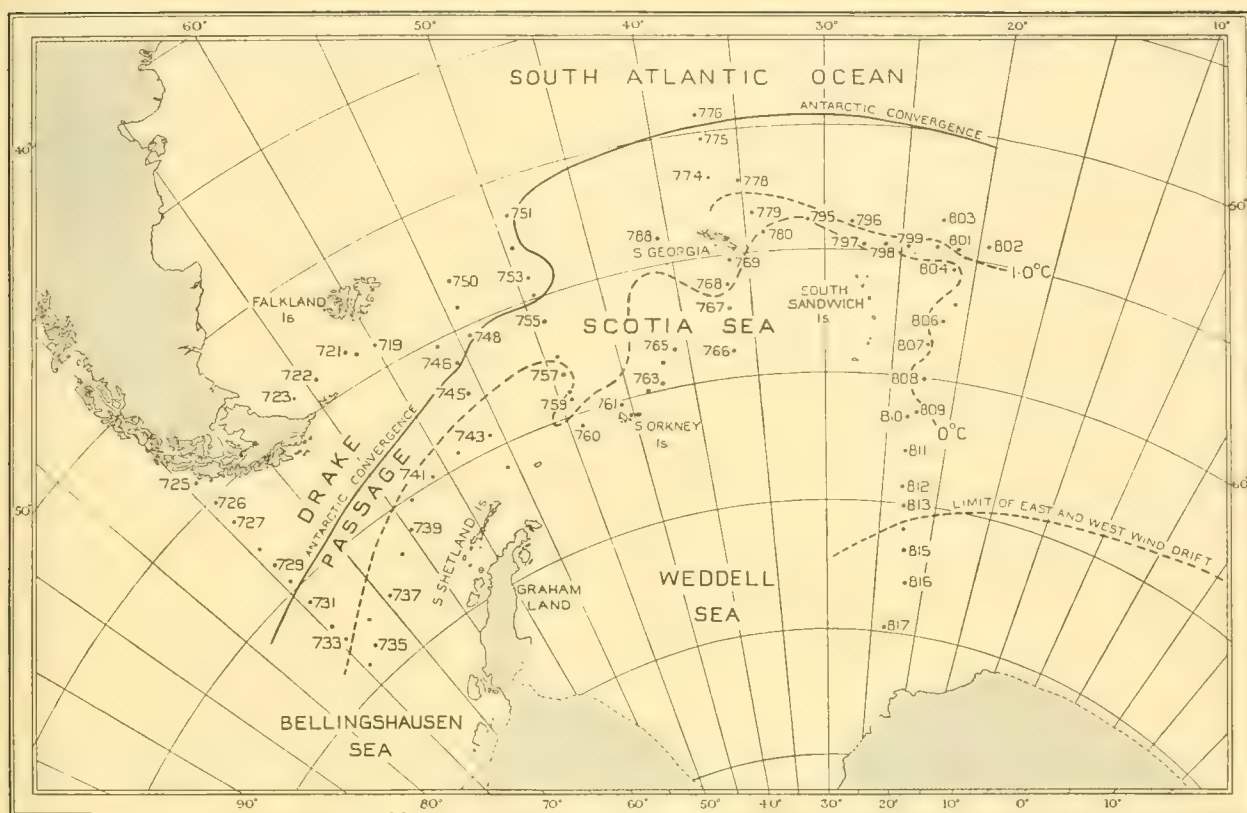 60° 50° 40° 30° 20° 10°
SOUTH ATLANTIC OCEAN
ANTARCTIC CONVERGENCE
776
775
40°
774 778
50°
751
779 795 796 803
780
788
S GEORGIA
797 798 799 801 802
769
753
750
804
1·0°C
FALKLAND
Is
768
767
SOUTH
SANDWICH
Is
755
SCOTIA SEA
806
719 748
721
765 766
807
746
722
757
763
808
723
745
759
761
810 809
S ORKNEY
Is
760
0°C
743
811
DRAKE
PASSAGE
ANTARCTIC CONVERGENCE
741
725
812
60°
726
813
LIMIT OF EAST AND WEST WIND DRIFT
50°
727
739
815
S SHETLAND Is
729
WEDDELL
SEA
816
GRAHAM
LAND
737
731
817
733
735
BELLINGSHAUSEN
SEA
90° 80° 70° 60° 50° 40° 30° 20° 10° 0° 10°